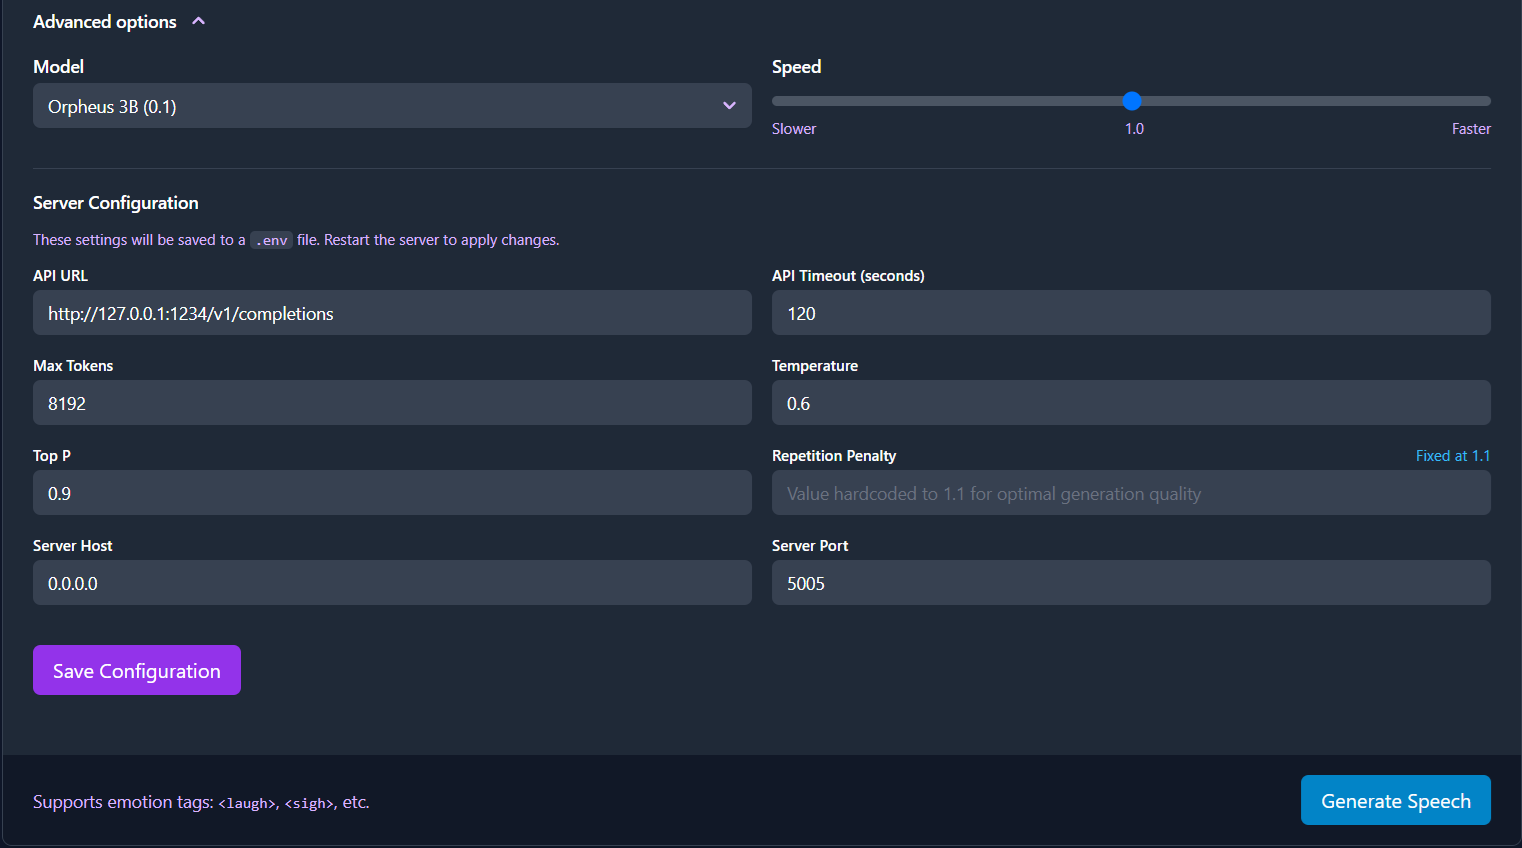 Advanced options
Model
Speed
Orpheus 3B (0.1)
Slower 1.0 Faster
Server Configuration
These settings will be saved to a .env file. Restart the server to apply changes.
API URL
API Timeout (seconds)
http://127.0.0.1:1234/v1/completions
120
Max Tokens
Temperature
8192
0.6
Top P
Repetition Penalty
Fixed at 1.1
0.9
Value hardcoded to 1.1 for optimal generation quality
Server Host
Server Port
0.0.0.0
5005
Save Configuration
Supports emotion tags: <laugh>, <sigh>, etc.
Generate Speech